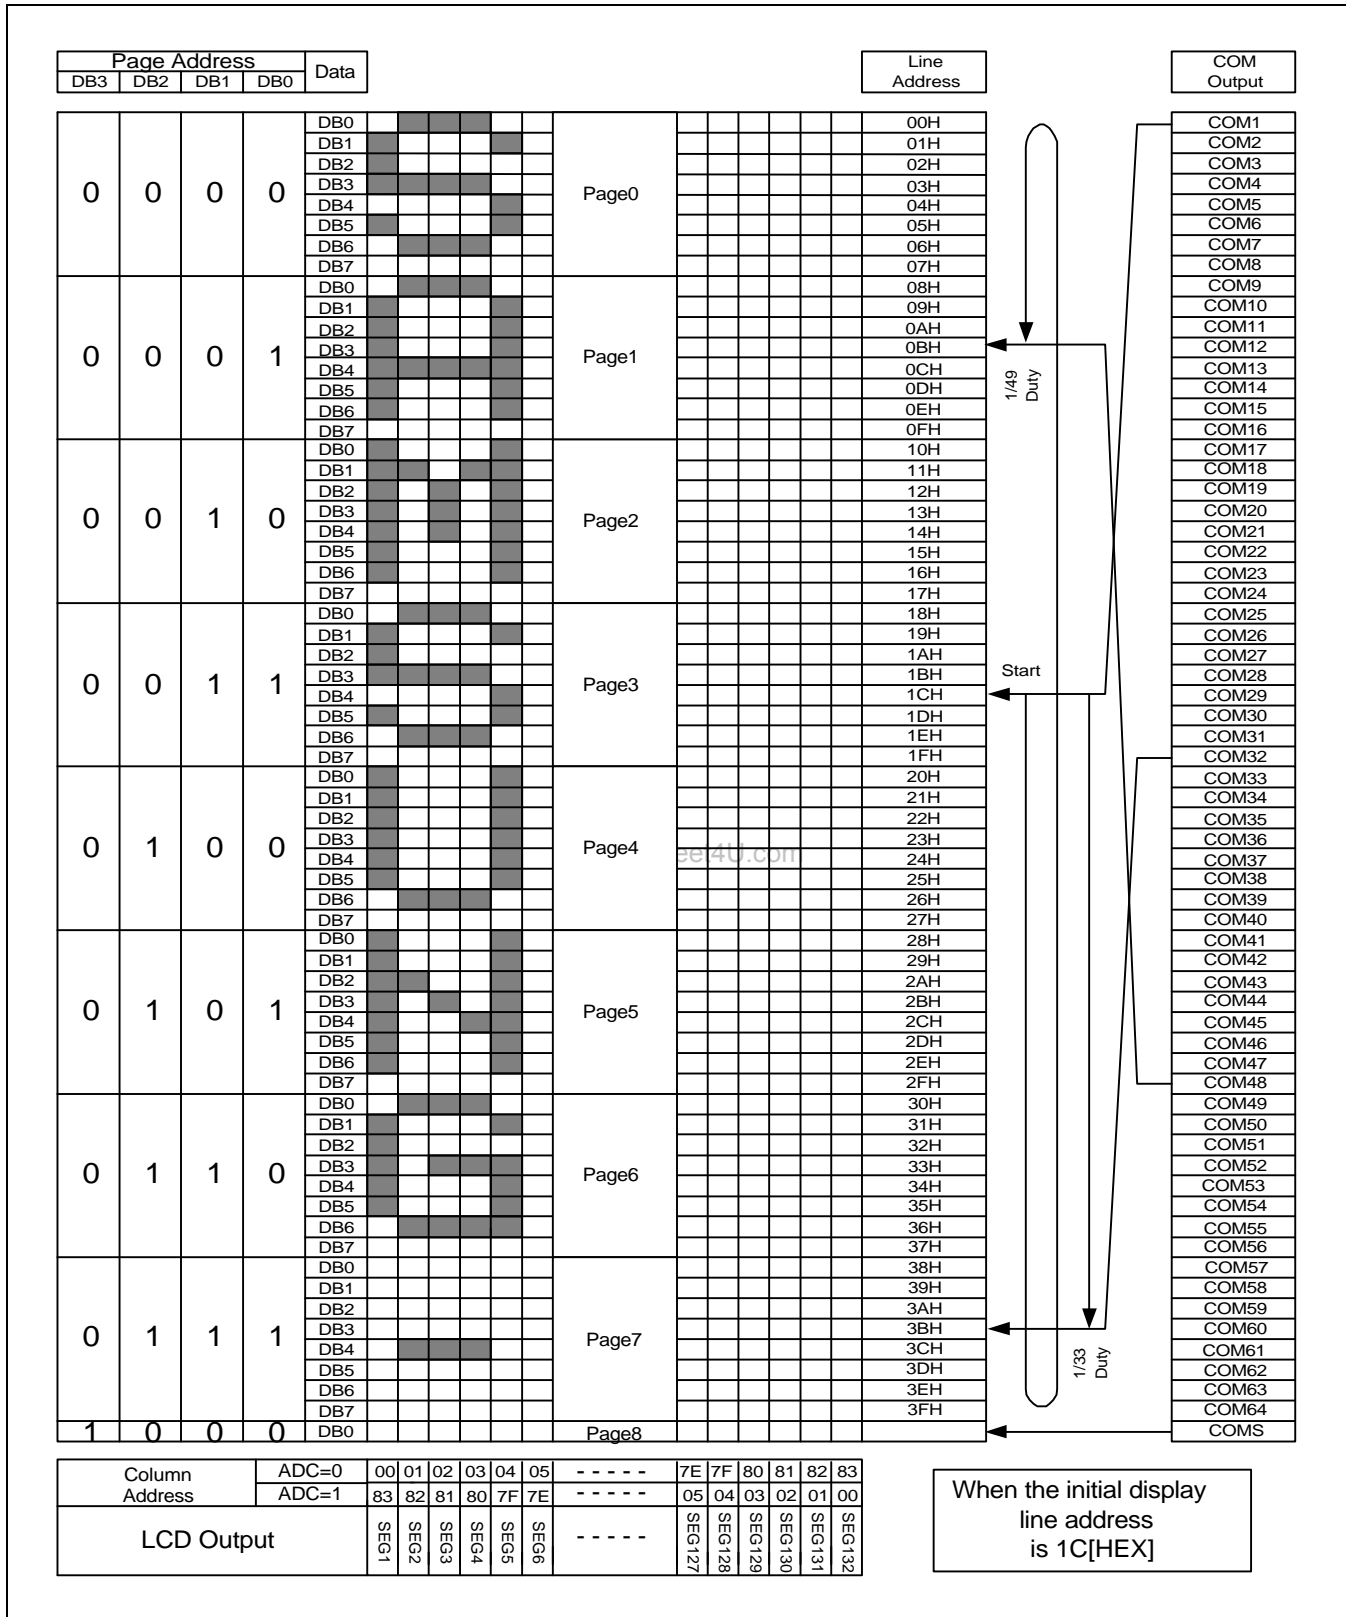 Page Address Data Line Address COM Output
DB3 DB2 DB1 DB0
DB0 00H COM1
DB1 01H COM2
DB2 02H COM3
0 0 0 0 DB3 Page0 03H COM4
DB4 04H COM5
DB5 05H COM6
DB6 06H COM7
DB7 07H COM8
DB0 08H COM9
DB1 09H COM10
DB2 0AH COM11
0 0 0 1 DB3 Page1 0BH COM12
DB4 0CH COM13
DB5 0DH COM14
DB6 0EH COM15
DB7 0FH COM16
1/49 Duty
DB0 10H COM17
DB1 11H COM18
DB2 12H COM19
0 0 1 0 DB3 Page2 13H COM20
DB4 14H COM21
DB5 15H COM22
DB6 16H COM23
DB7 17H COM24
DB0 18H COM25
DB1 19H COM26
DB2 1AH COM27
0 0 1 1 DB3 Page3 1BH Start COM28
DB4 1CH COM29
DB5 1DH COM30
DB6 1EH COM31
DB7 1FH COM32
DB0 20H COM33
DB1 21H COM34
DB2 22H COM35
0 1 0 0 DB3 Page4 23H COM36
DB4 eet4U.com 24H COM37
DB5 25H COM38
DB6 26H COM39
DB7 27H COM40
DB0 28H COM41
DB1 29H COM42
DB2 2AH COM43
0 1 0 1 DB3 Page5 2BH COM44
DB4 2CH COM45
DB5 2DH COM46
DB6 2EH COM47
DB7 2FH COM48
DB0 30H COM49
DB1 31H COM50
DB2 32H COM51
0 1 1 0 DB3 Page6 33H COM52
DB4 34H COM53
DB5 35H COM54
DB6 36H COM55
DB7 37H COM56
DB0 38H COM57
DB1 39H COM58
DB2 3AH COM59
0 1 1 1 DB3 Page7 3BH COM60
DB4 3CH COM61
DB5 3DH COM62
DB6 3EH COM63
DB7 3FH COM64
1/33 Duty
1 0 0 0 DB0 Page8 COMS
Column Address ADC=0 00 01 02 03 04 05 - - - - - 7E 7F 80 81 82 83
ADC=1 83 82 81 80 7F 7E - - - - - 05 04 03 02 01 00
LCD Output SEG1 SEG2 SEG3 SEG4 SEG5 SEG6 - - - - - SEG127 SEG128 SEG129 SEG130 SEG131 SEG132
When the initial display
line address
is 1C[HEX]